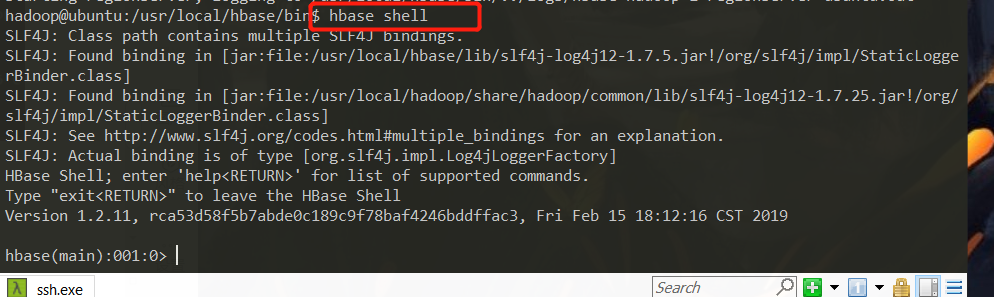 hadoop@ubuntu:/usr/local/hbase/bin$ hbase shell
SLF4J: Class path contains multiple SLF4J bindings.
SLF4J: Found binding in [jar:file:/usr/local/hbase/lib/slf4j-log4j12-1.7.5.jar!/org/slf4j/impl/StaticLogge
rBinder.class]
SLF4J: Found binding in [jar:file:/usr/local/hadoop/share/hadoop/common/lib/slf4j-log4j12-1.7.25.jar!/org/
slf4j/impl/StaticLoggerBinder.class]
SLF4J: See http://www.slf4j.org/codes.html#multiple_bindings for an explanation.
SLF4J: Actual binding is of type [org.slf4j.impl.Log4jLoggerFactory]
HBase Shell; enter 'help<RETURN>' for list of supported commands.
Type "exit<RETURN>" to leave the HBase Shell
Version 1.2.11, rca53d58f5b7abde0c189c9f78baf4246bddffac3, Fri Feb 15 18:12:16 CST 2019
hbase(main):001:0>
λ ssh.exe Search 1